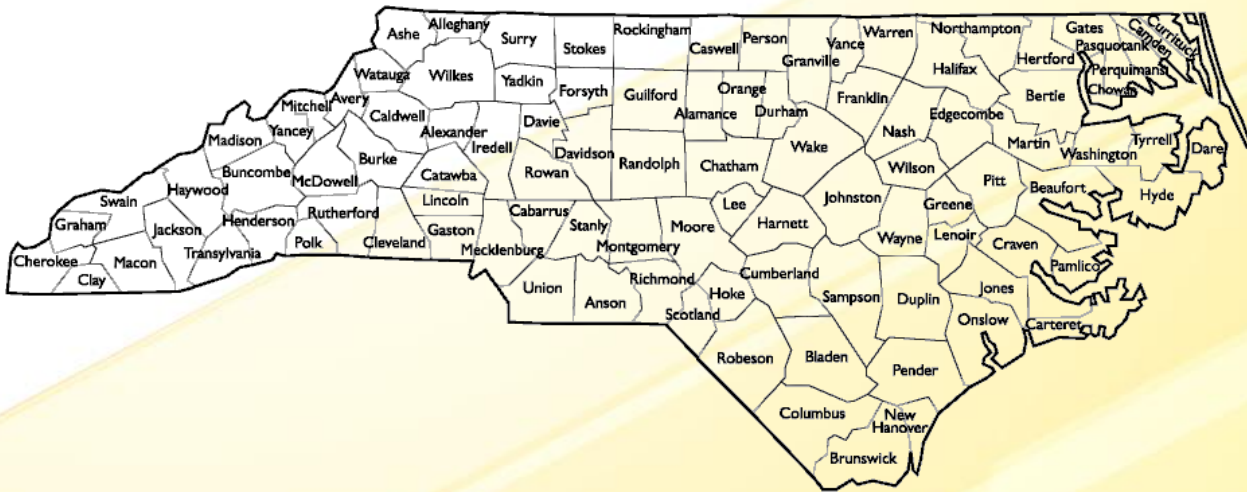 Ashe
Alleghany
Surry
Stokes
Rockingham
Caswell
Person
Granville
Vance
Warren
Northampton
Gates
Hertford
Pasquotank
Camden
Currituck
Perquimans
Chowan
Watauga
Wilkes
Yadkin
Forsyth
Guilford
Alamance
Orange
Durham
Franklin
Halifax
Bertie
Mitchell
Avery
Caldwell
Alexander
Iredell
Davie
Davidson
Randolph
Chatham
Wake
Nash
Edgecombe
Martin
Washington
Tyrrell
Dare
Madison
Yancey
Buncombe
McDowell
Burke
Catawba
Rowan
Wilson
Pitt
Beaufort
Hyde
Swain
Haywood
Graham
Jackson
Henderson
Rutherford
Lincoln
Cabarrus
Stanly
Montgomery
Moore
Lee
Harnett
Johnston
Greene
Cherokee
Clay
Macon
Transylvania
Polk
Cleveland
Gaston
Mecklenburg
Wayne
Lenoir
Craven
Pamlico
Union
Anson
Richmond
Scotland
Hoke
Cumberland
Sampson
Duplin
Jones
Onslow
Carteret
Robeson
Bladen
Pender
Columbus
New
Hanover
Brunswick